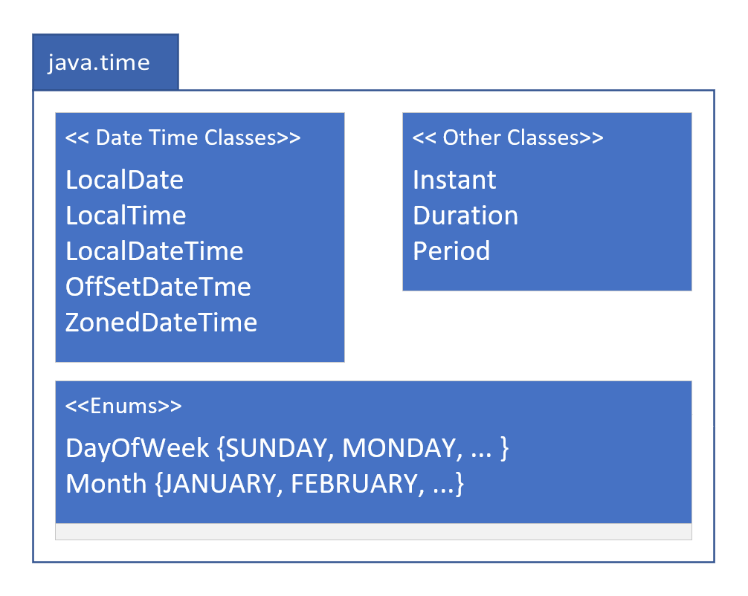 java.time
<< Date Time Classes>>
LocalDate
LocalTime
LocalDateTime
OffSetDateTme
ZonedDateTime
<< Other Classes>>
Instant
Duration
Period
<<Enums>>
DayOfWeek {SUNDAY, MONDAY, ... }
Month {JANUARY, FEBRUARY, ...}